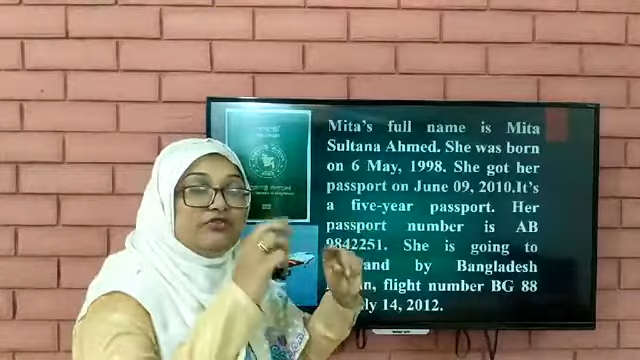 Mita's full name is Mita
Sultana Ahmed. She was born
on 6 May, 1998. She got her
passport on June 09, 2010.It's
a five-year passport. Her
passport number is AB
9842251. She is going to
by Bangladesh
flight number BG 88
14, 2012.